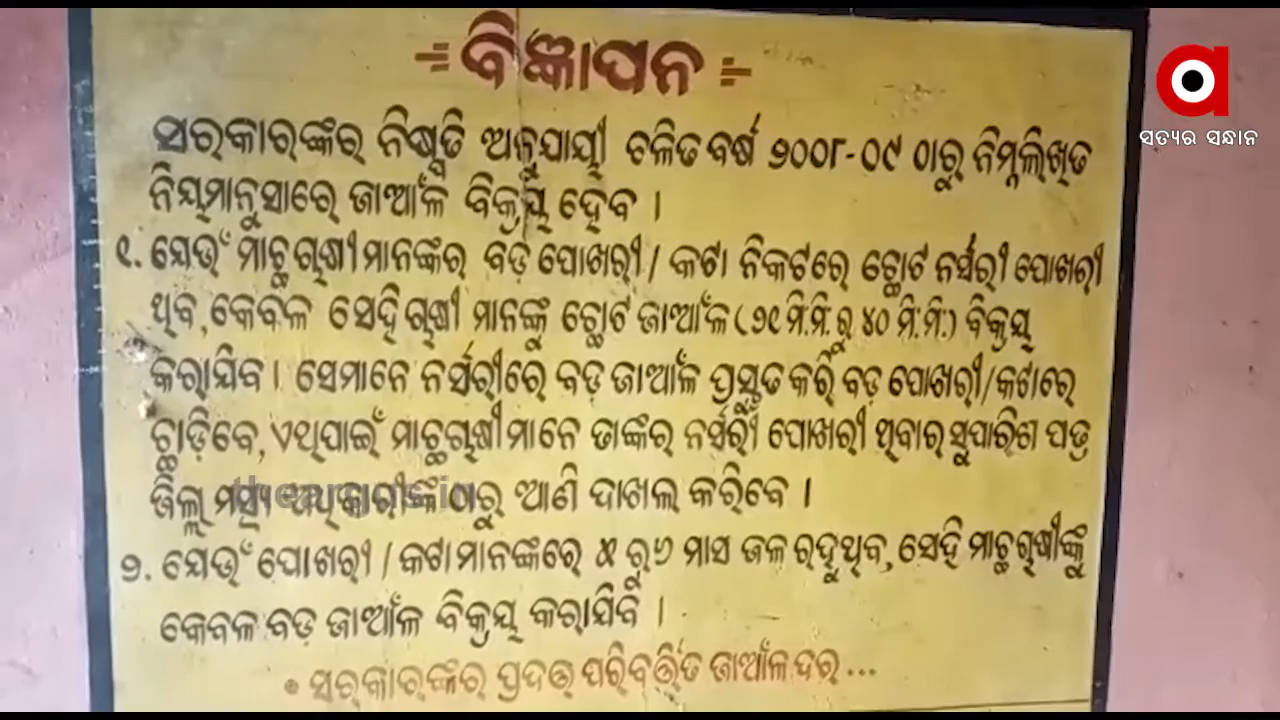 = ବିଜ୍ଞାପନ =
ସରକାରଙ୍କର ନିଷ୍ପତି ଅନୁଯାୟୀ ଚଳିତ ବର୍ଷ ୨୦୦୮-୦୯ ଠାରୁ ନିମ୍ନଲିଖିତ
ନିୟମାନୁସାରେ ଜାଆଁଳ ବିକ୍ରୟ ହେବ ।
୧. ଯେଉଁ ମାଛଚାଷୀମାନଙ୍କର ବଡ଼ ପୋଖରୀ / କଟା ନିକଟରେ ଛୋଟ ନର୍ସରୀ ପୋଖରୀ
ଥିବ, କେବଳ ସେହି ଚାଷୀ ମାନଙ୍କୁ ଛୋଟ ଜାଆଁଳ (୨୧ ମି.ମି.ରୁ ୪୦ ମି.ମି.) ବିକ୍ରୟ
କରାଯିବ । ସେମାନେ ନର୍ସରୀରେ ବଡ଼ ଜାଆଁଳ ପ୍ରସ୍ତୁତ କରି ବଡ଼ ପୋଖରୀ/କଟାରେ
ଛାଡ଼ିବେ, ଏଥିପାଇଁ ମାଛଚାଷୀମାନେ ତାଙ୍କର ନର୍ସରୀ ପୋଖରୀ ଥିବାର ସୁପାରିଶ ପତ୍ର
ଜିଲ୍ଲା ମତ୍ସ୍ୟ ଅଧିକାରୀଙ୍କ ଠାରୁ ଆଣି ଦାଖଲ କରିବେ ।
୨. ଯେଉଁ ପୋଖରୀ / କଟାମାନଙ୍କରେ ୫ ରୁ ୬ ମାସ ଜଳ ରହୁଥିବ, ସେହି ମାଛଚାଷୀଙ୍କୁ
କେବଳ ବଡ଼ ଜାଆଁଳ ବିକ୍ରୟ କରାଯିବ ।
• ସରକାରଙ୍କର ପ୍ରଦତ୍ତ ପରିବର୍ତ୍ତିତ ଜାଆଁଳ ଦର ...
a
ସତ୍ୟର ସନ୍ଧାନ
theargus.in